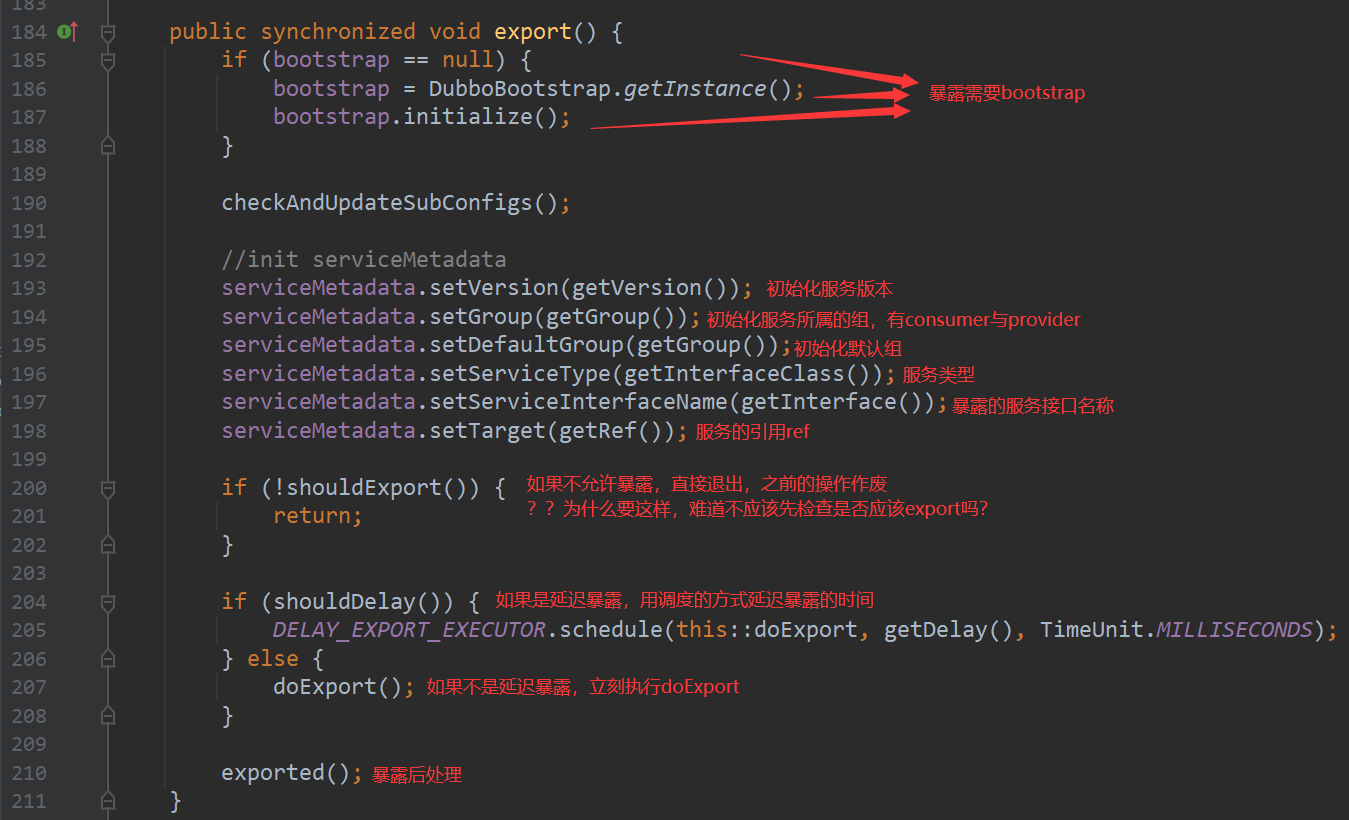 183
184 public synchronized void export() {
185 if (bootstrap == null) {
186 bootstrap = DubboBootstrap.getInstance(); 暴露需要bootstrap
187 bootstrap.initialize();
188 }
189
190 checkAndUpdateSubConfigs();
191
192 //init serviceMetadata
193 serviceMetadata.setVersion(getVersion()); 初始化服务版本
194 serviceMetadata.setGroup(getGroup()); 初始化服务所属的组，有consumer与provider
195 serviceMetadata.setDefaultGroup(getGroup()); 初始化默认组
196 serviceMetadata.setServiceType(getInterfaceClass()); 服务类型
197 serviceMetadata.setServiceInterfaceName(getInterface()); 暴露的服务接口名称
198 serviceMetadata.setTarget(getRef()); 服务的引用ref
199
200 if (!shouldExport()) { 如果不允许暴露，直接退出，之前的操作作废
201 return; ？？为什么要这样，难道不应该先检查是否应该export吗？
202 }
203
204 if (shouldDelay()) { 如果是延迟暴露，用调度的方式延迟暴露的时间
205 DELAY_EXPORT_EXECUTOR.schedule(this::doExport, getDelay(), TimeUnit.MILLISECONDS);
206 } else {
207 doExport(); 如果不是延迟暴露，立刻执行doExport
208 }
209
210 exported(); 暴露后处理
211 }